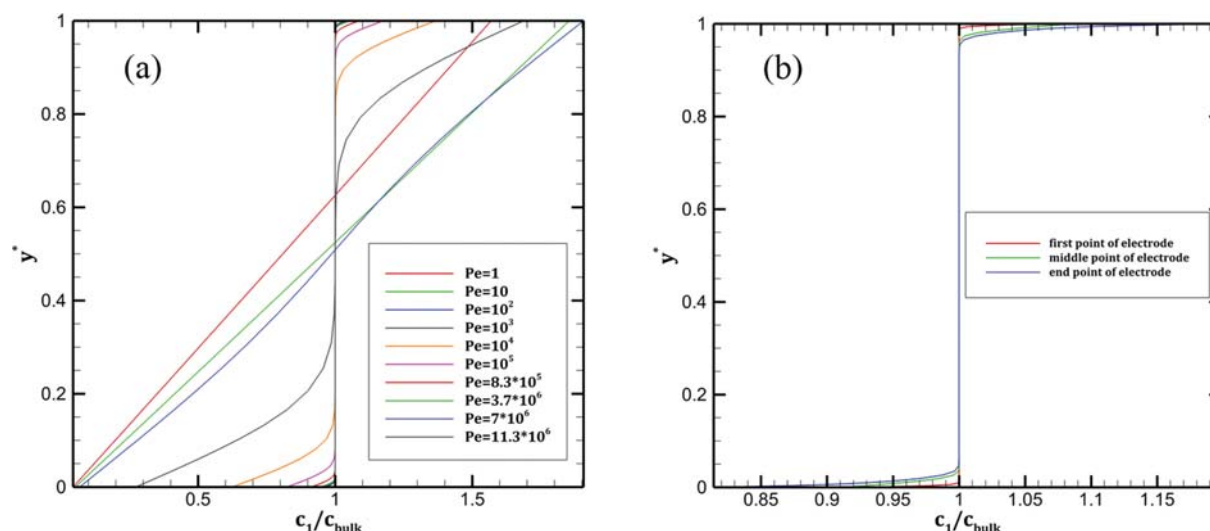 (a)
1
0.8
0.6
0.4
0.2
0
y*
0.5
1
1.5
c₁/c_bulk
Pe=1
Pe=10
Pe=10²
Pe=10³
Pe=10⁴
Pe=10⁵
Pe=8.3*10⁵
Pe=3.7*10⁶
Pe=7*10⁶
Pe=11.3*10⁶
(b)
1
0.8
0.6
0.4
0.2
0
y*
0.85
0.9
0.95
1
1.05
1.1
1.15
c₁/c_bulk
first point of electrode
middle point of electrode
end point of electrode